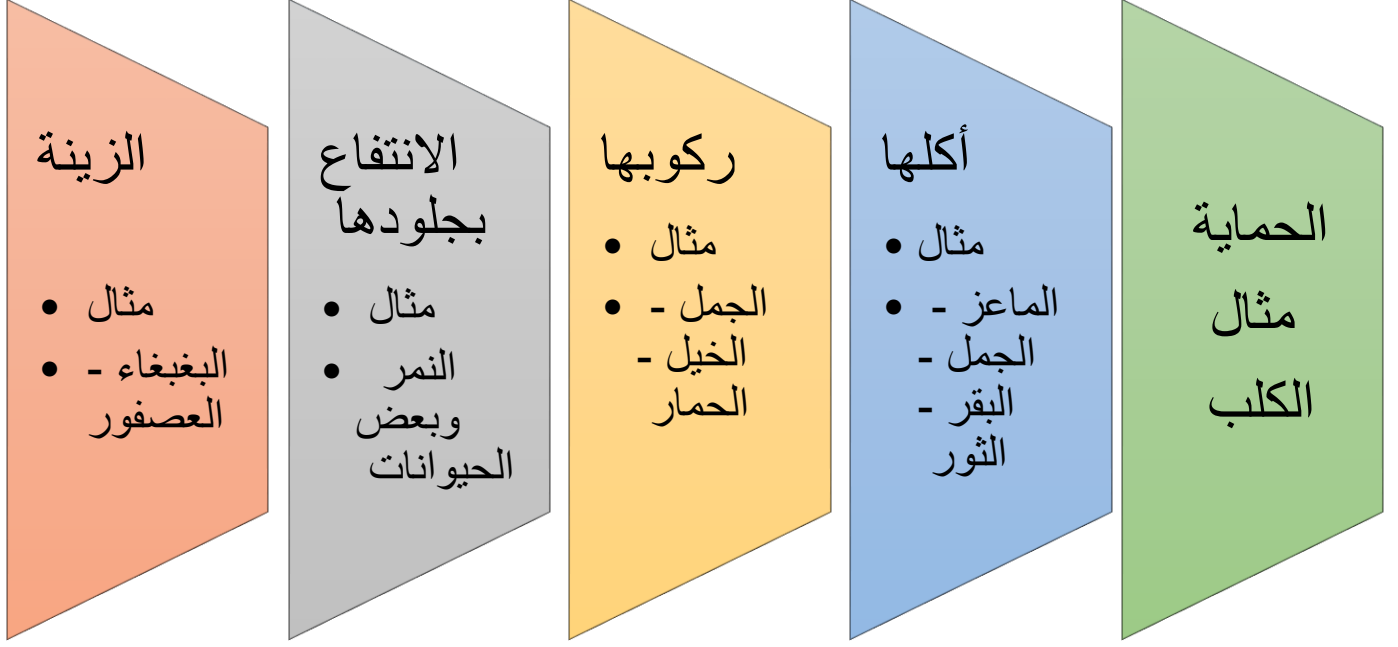 الحماية
مثال
الكلب
أكلها
• مثال
• الماعز -
الجمل -
البقر -
الثور
ركوبها
• مثال
• الجمل -
الخيل -
الحمار
الانتفاع
بجلودها
• مثال
• النمر
وبعض
الحيوانات
الزينة
• مثال
• البغبغاء -
العصفور